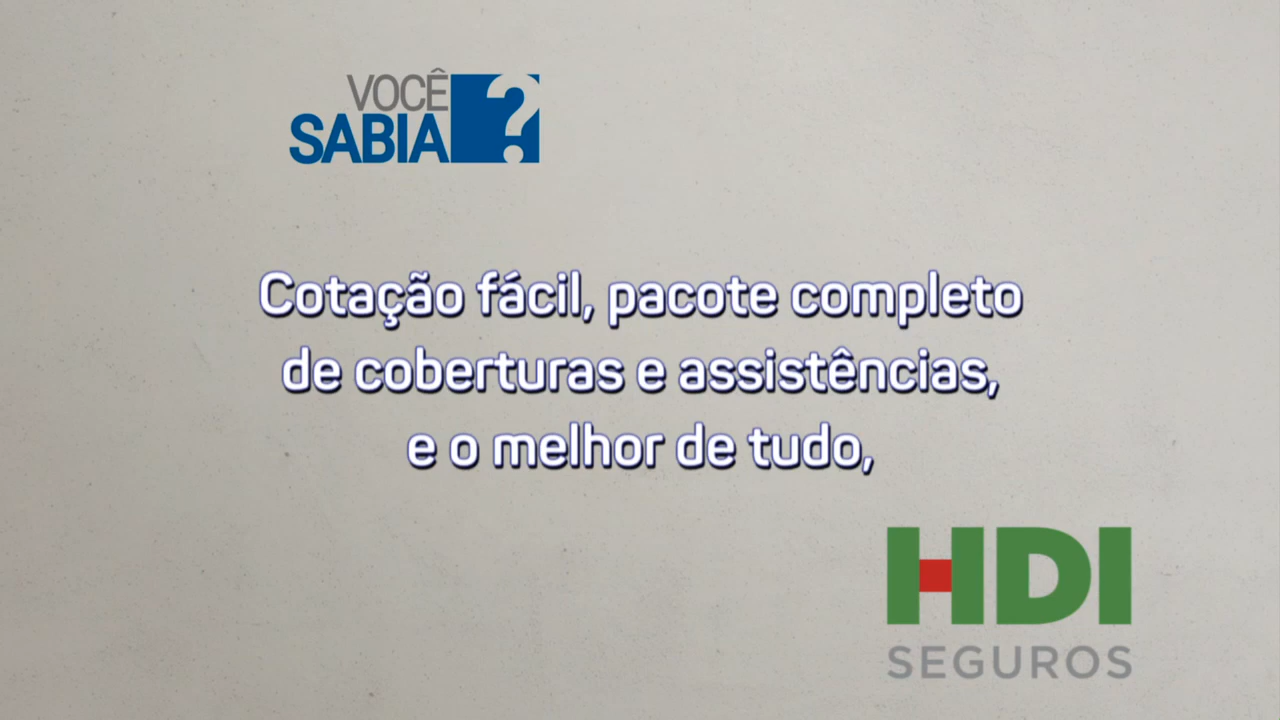 VOCÊ
SABIA?
Cotação fácil, pacote completo
de coberturas e assistências,
e o melhor de tudo,
HDI
SEGUROS